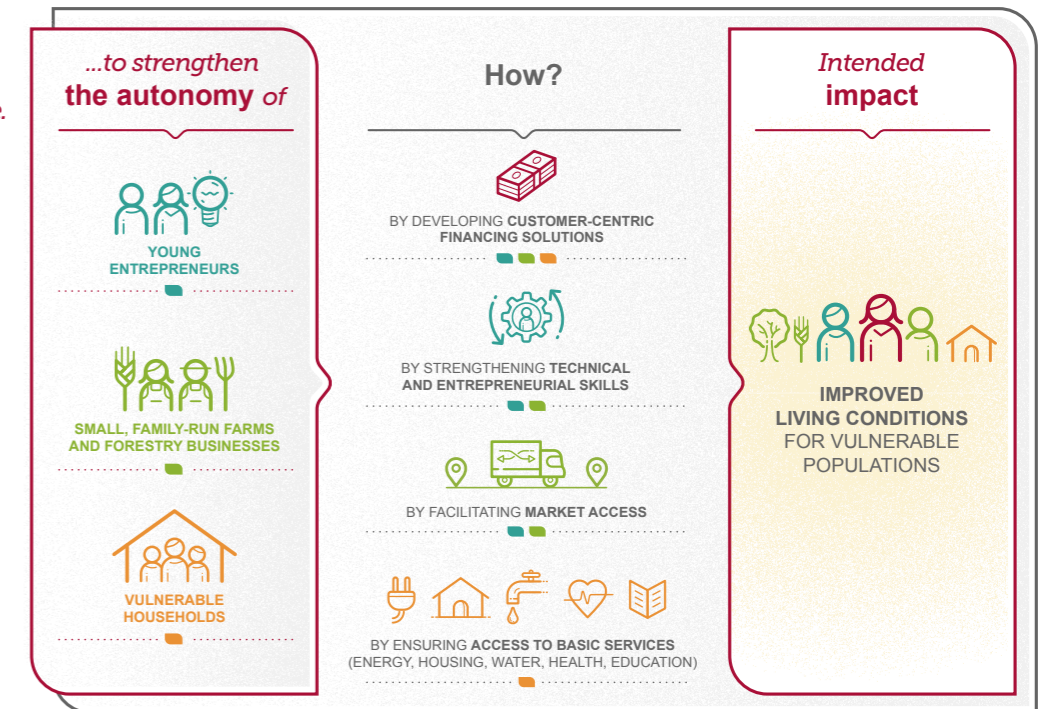 ...to strengthen
the autonomy of
YOUNG
ENTREPRENEURS
SMALL, FAMILY-RUN FARMS
AND FORESTRY BUSINESSES
VULNERABLE
HOUSEHOLDS
How?
BY DEVELOPING CUSTOMER-CENTRIC
FINANCING SOLUTIONS
BY STRENGTHENING TECHNICAL
AND ENTREPRENEURIAL SKILLS
BY FACILITATING MARKET ACCESS
BY ENSURING ACCESS TO BASIC SERVICES
(ENERGY, HOUSING, WATER, HEALTH, EDUCATION)
Intended
impact
IMPROVED
LIVING CONDITIONS
FOR VULNERABLE
POPULATIONS